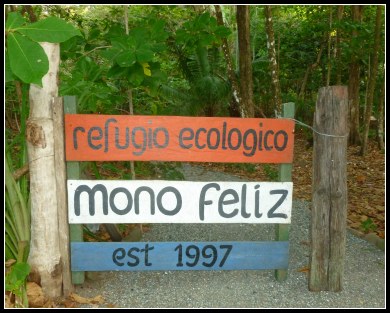 refugio ecologico
mono feliz
est 1997